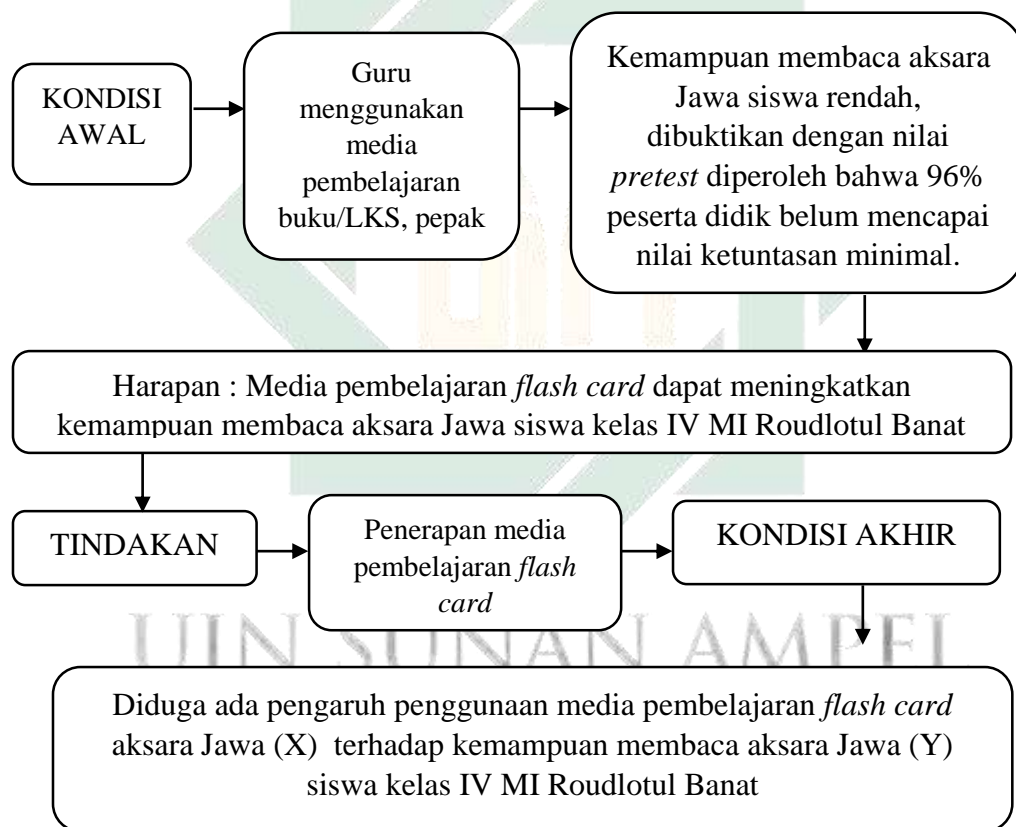 KONDISI
AWAL
Guru
menggunakan
media
pembelajaran
buku/LKS, pepak
Kemampuan membaca aksara
Jawa siswa rendah,
dibuktikan dengan nilai
pretest diperoleh bahwa 96%
peserta didik belum mencapai
nilai ketuntasan minimal.
Harapan : Media pembelajaran flash card dapat meningkatkan
kemampuan membaca aksara Jawa siswa kelas IV MI Roudlotul Banat
TINDAKAN
Penerapan media
pembelajaran flash
card
KONDISI AKHIR
UIN SUNAN AMPEL
Diduga ada pengaruh penggunaan media pembelajaran flash card
aksara Jawa (X) terhadap kemampuan membaca aksara Jawa (Y)
siswa kelas IV MI Roudlotul Banat